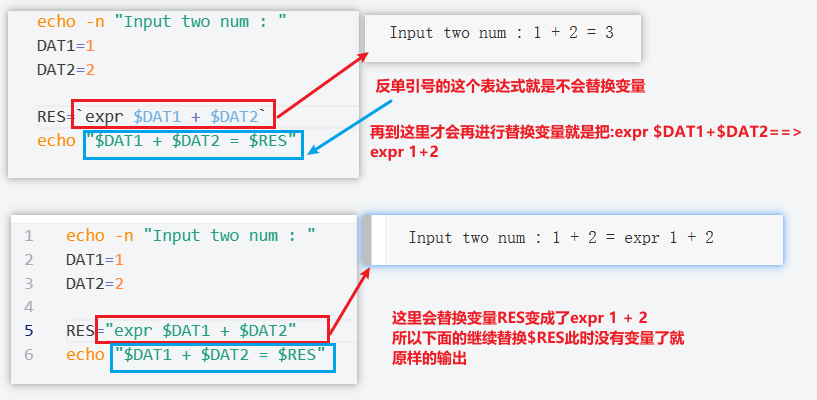 echo -n "Input two num : "
DAT1=1
DAT2=2
RES=`expr $DAT1 + $DAT2`
echo "$DAT1 + $DAT2 = $RES"
Input two num : 1 + 2 = 3
反单引号的这个表达式就是不会替换变量
再到这里才会再进行替换变量就是把:expr $DAT1+$DAT2==>
expr 1+2
1 echo -n "Input two num : "
2 DAT1=1
3 DAT2=2
4
5 RES="expr $DAT1 + $DAT2"
6 echo "$DAT1 + $DAT2 = $RES"
Input two num : 1 + 2 = expr 1 + 2
这里会替换变量RES变成了expr 1 + 2
所以下面的继续替换$RES此时没有变量了就
原样的输出